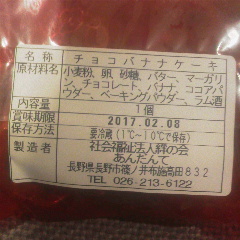 名称 チョコバナナケーキ
原材料名 小麦粉、卵、砂糖、バター、マーガリ
ン、チョコレート、バナナ、ココアパ
ウダー、ベーキングパウダー、ラム酒
内容量 1個
賞味期限 2017.02.08
保存方法 要冷蔵(1℃~10℃で保存)
製造者 社会福祉法人絆の会
あんだんて
長野県長野市篠ノ井布施高田832
TEL 026-213-6122